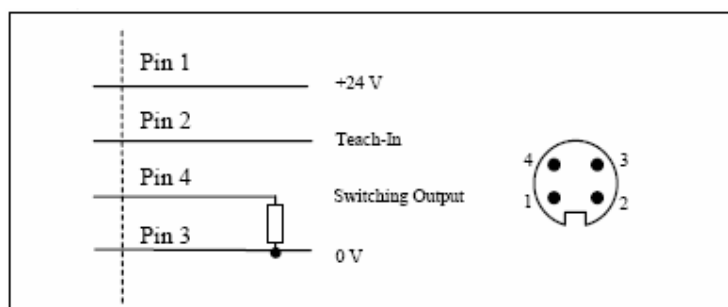 Pin 1
+24 V
Pin 2
Teach-In
Pin 4
Switching Output
Pin 3
0 V
4 3
1 2